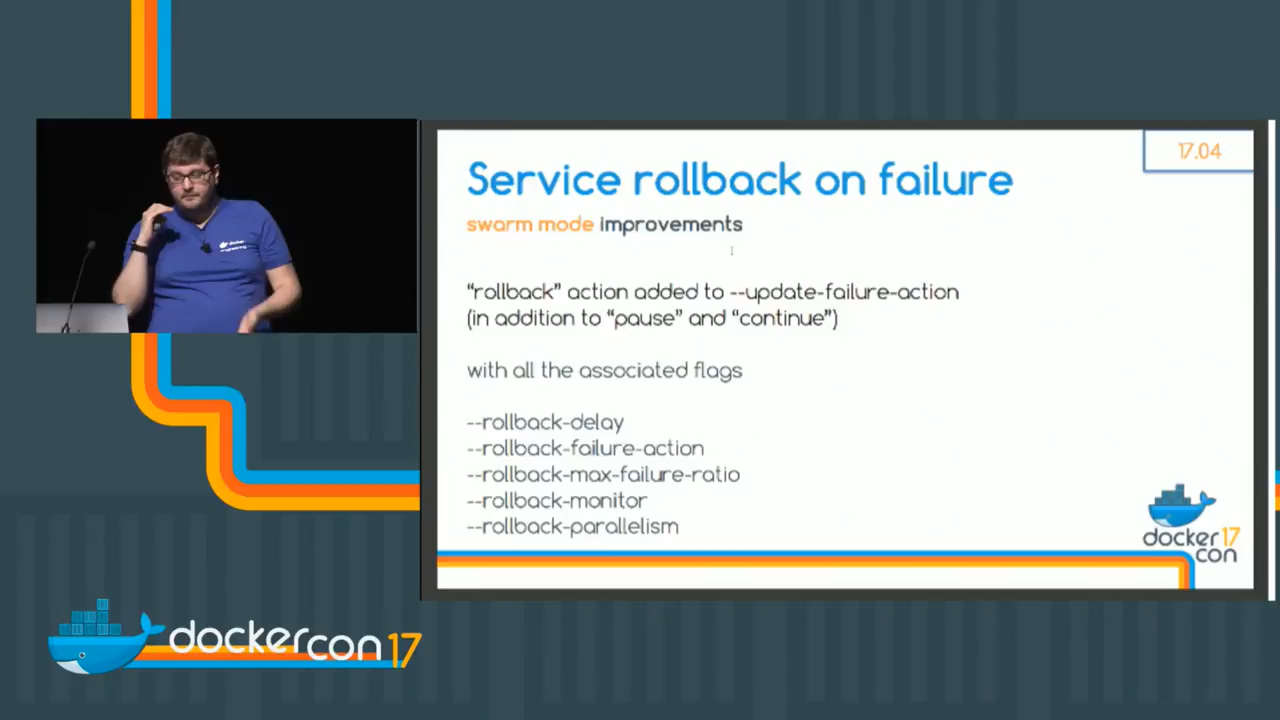 17.04
Service rollback on failure
swarm mode improvements
“rollback” action added to --update-failure-action
(in addition to “pause” and “continue”)
with all the associated flags
--rollback-delay
--rollback-failure-action
--rollback-max-failure-ratio
--rollback-monitor
--rollback-parallelism
docker 17
con
docker
engineering
dockercon 17